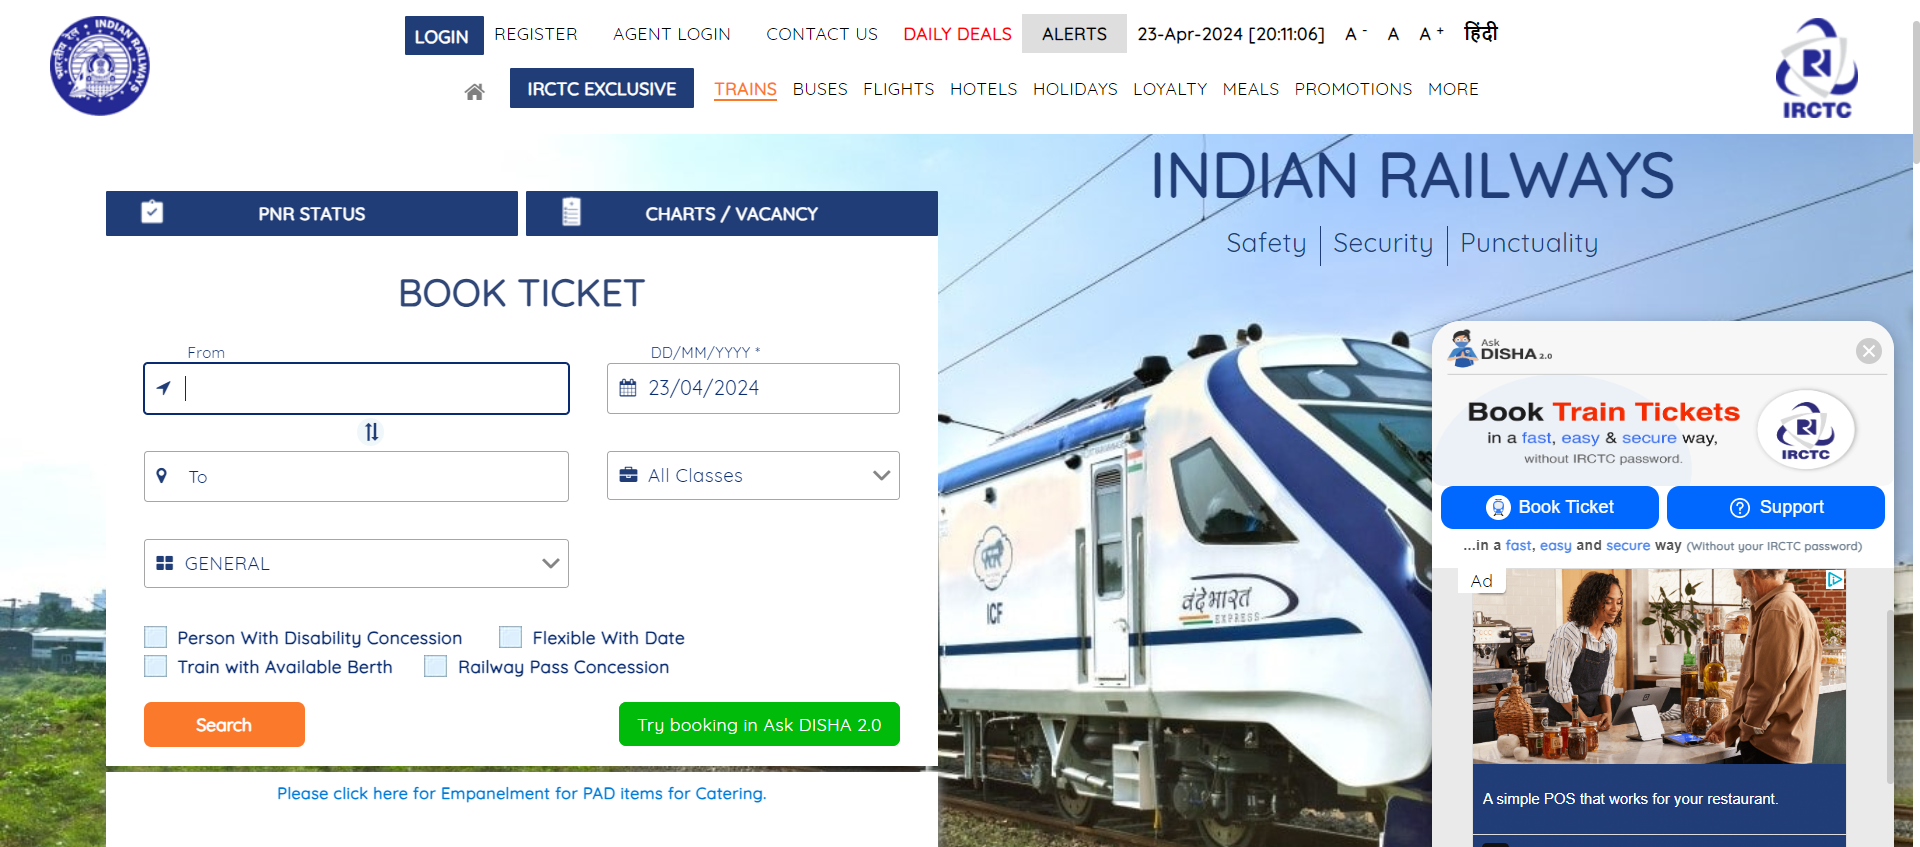 LOGIN REGISTER AGENT LOGIN CONTACT US DAILY DEALS ALERTS 23-Apr-2024 [20:11:06] A - A A + हिंदी
INDIAN RAILWAYS
भारतीय रेल
IRCTC EXCLUSIVE TRAINS BUSES FLIGHTS HOTELS HOLIDAYS LOYALTY MEALS PROMOTIONS MORE
IRCTC
INDIAN RAILWAYS
Safety | Security | Punctuality
PNR STATUS
CHARTS / VACANCY
BOOK TICKET
From
DD/MM/YYYY *
23/04/2024
To
All Classes
GENERAL
Person With Disability Concession
Flexible With Date
Train with Available Berth
Railway Pass Concession
Search
Try booking in Ask DISHA 2.0
Please click here for Empanelment for PAD items for Catering.
ICF
वंदे भारत
EXPRESS
Ask
DISHA 2.0
Book Train Tickets
in a fast, easy & secure way,
without IRCTC password.
IRCTC
Book Ticket
Support
...in a fast, easy and secure way (Without your IRCTC password)
Ad
A simple POS that works for your restaurant.